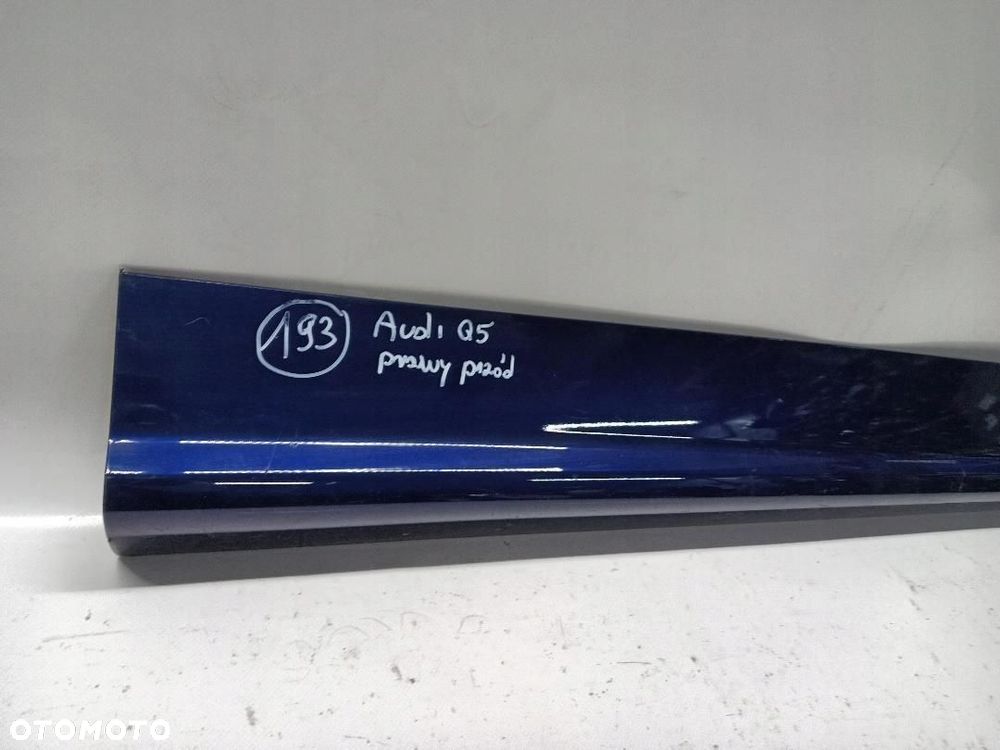 193 Audi Q5
prawy przód
OTOMOTO